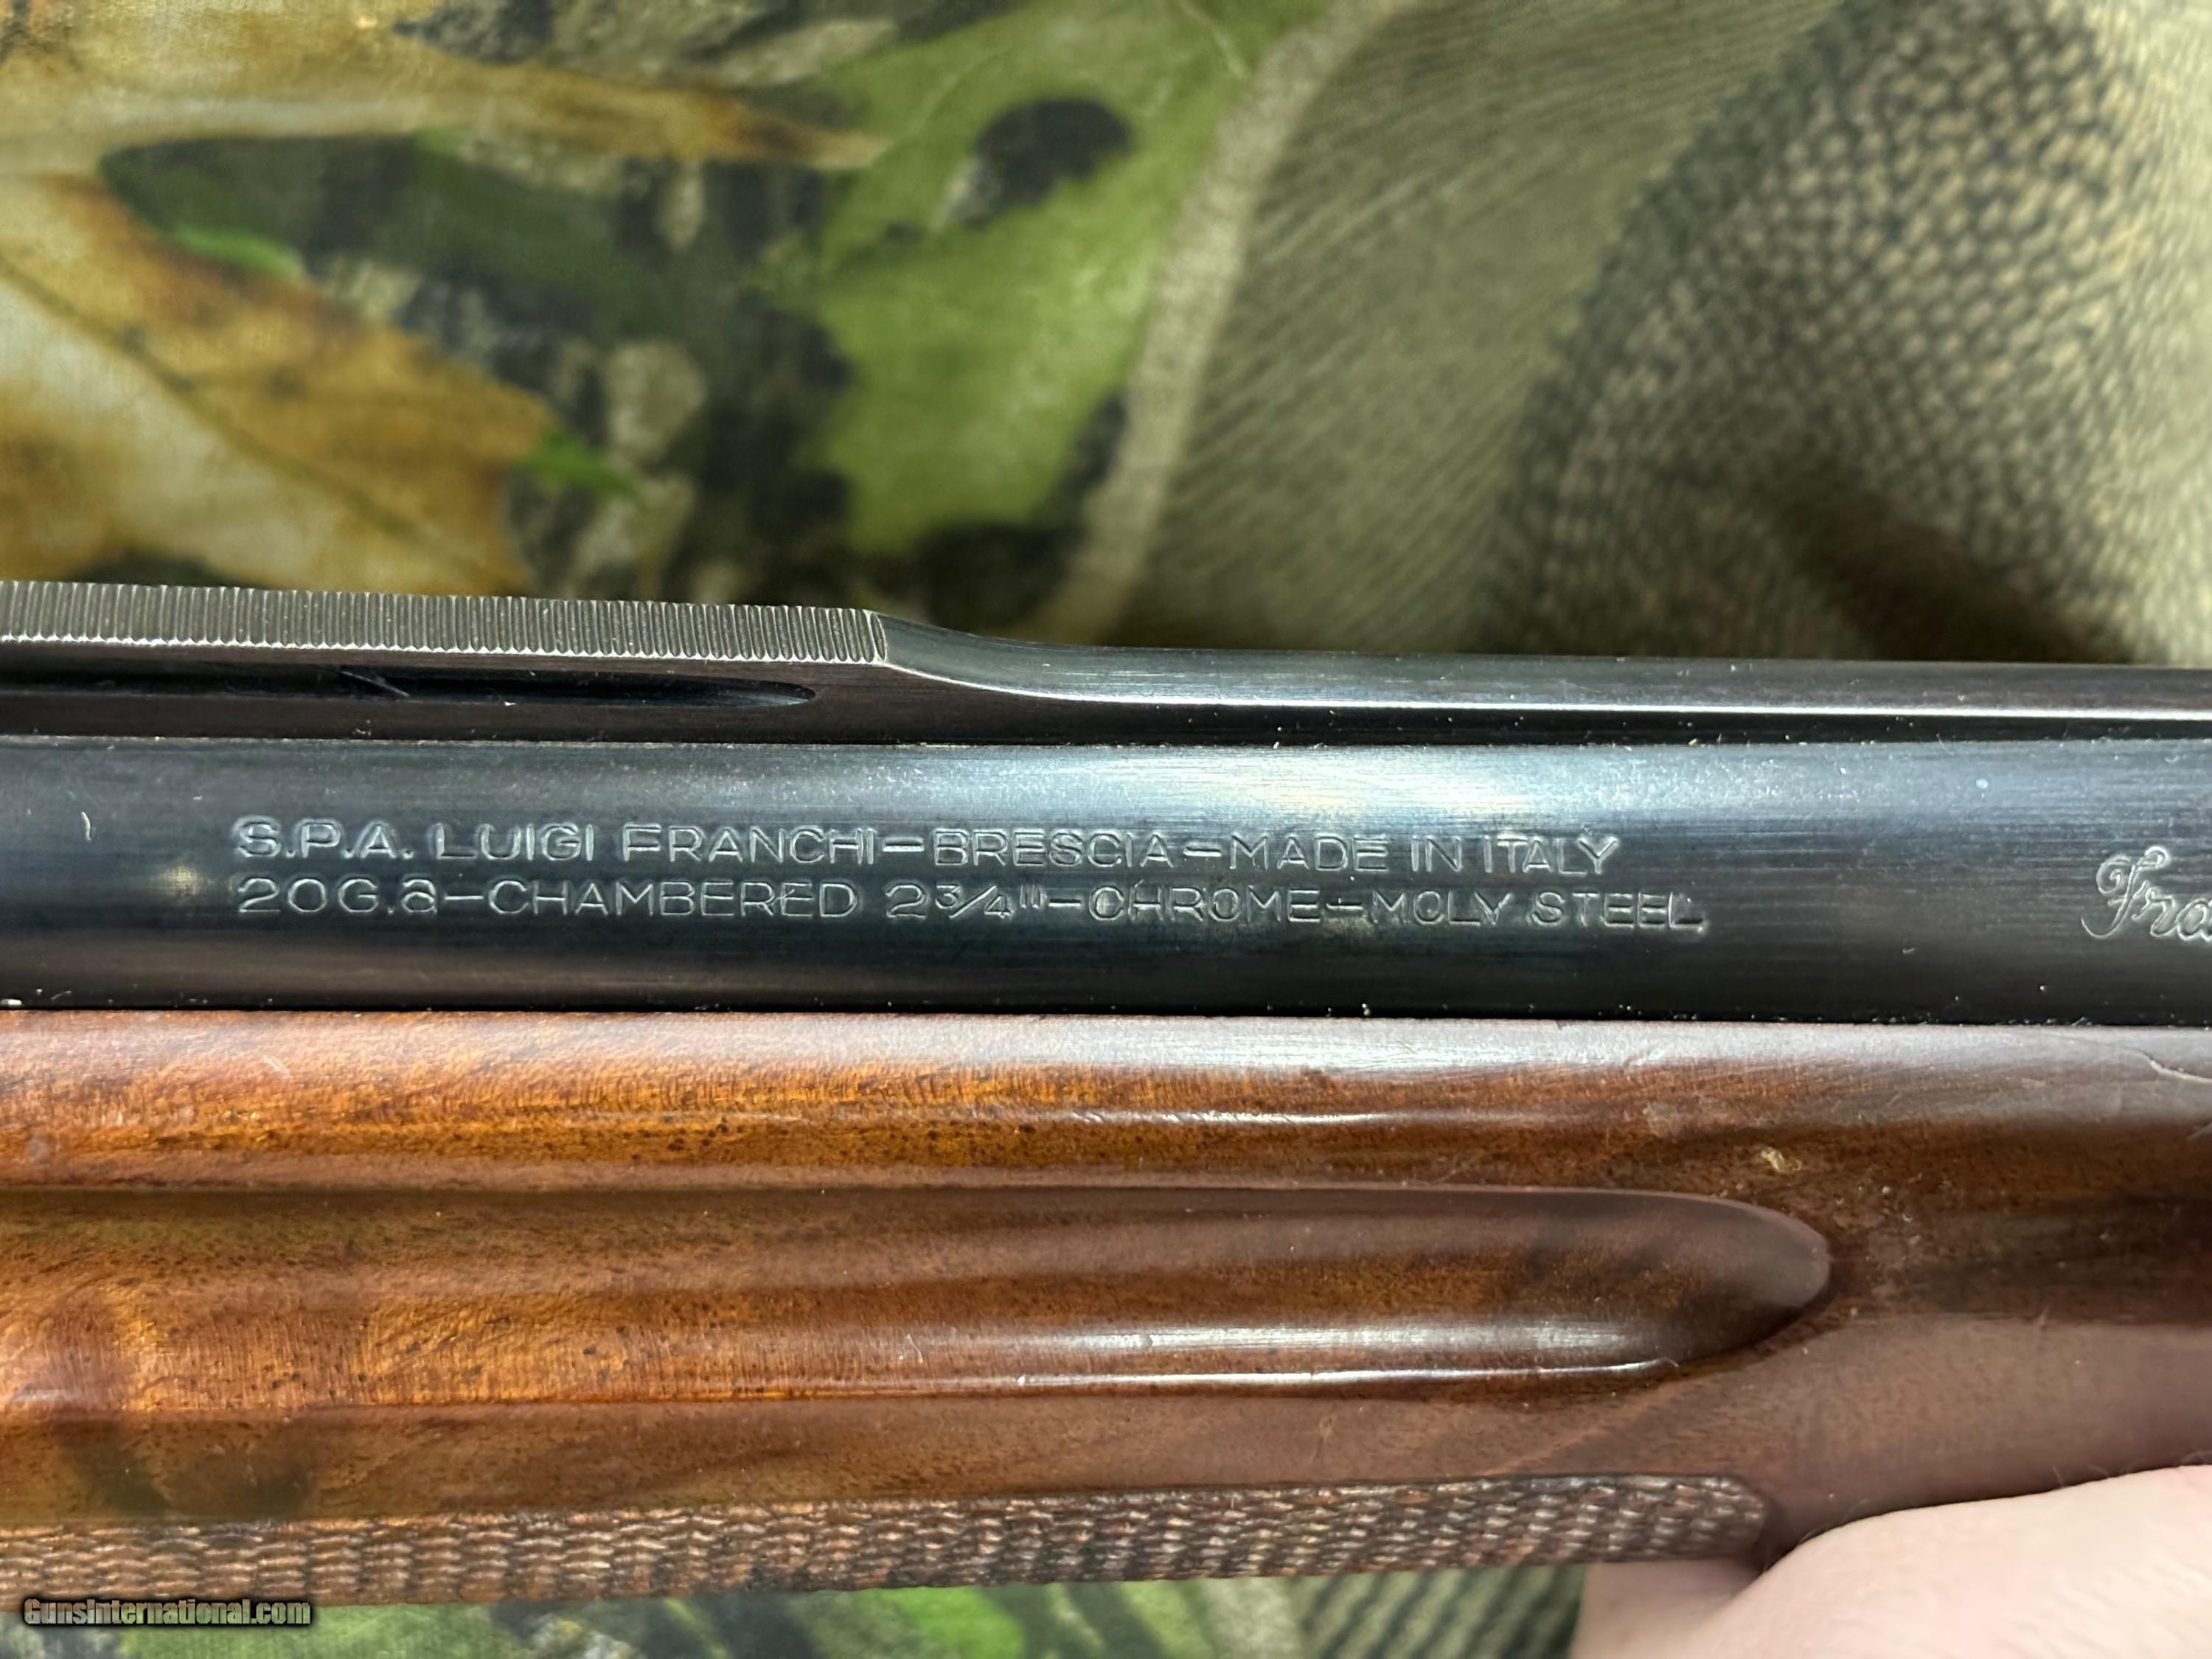 S.P.A. LUIGI FRANCHI-BRESCIA-MADE IN ITALY
20G.a-CHAMBERED 2¾"'-CHROME-MOLY STEEL
GunsInternational.com